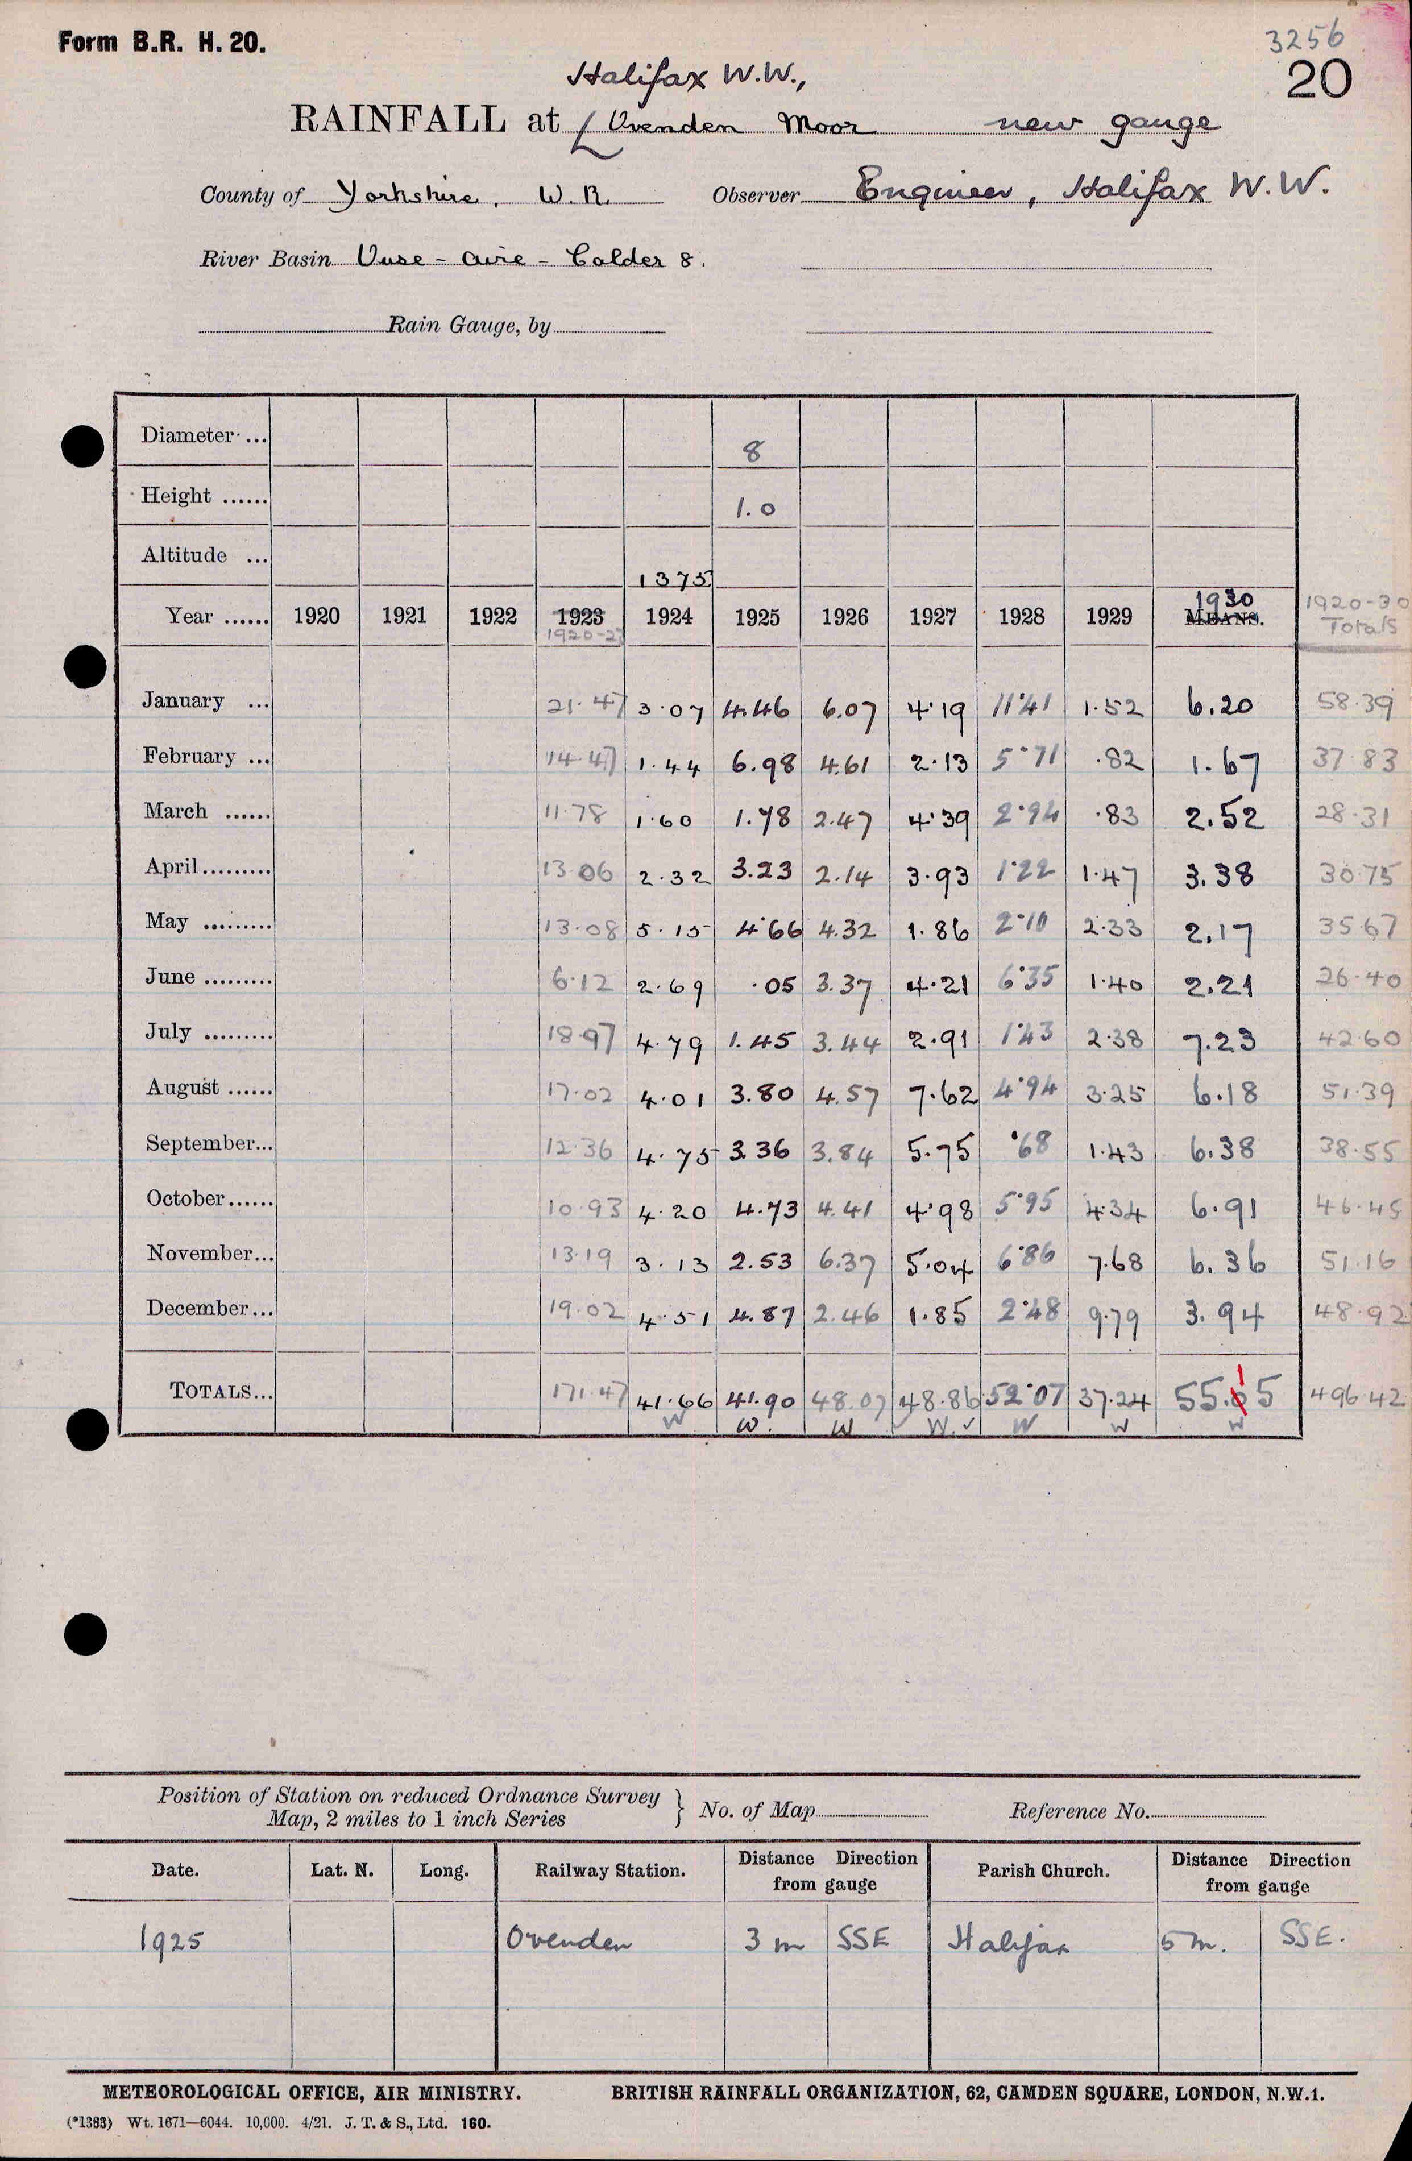 Form B.R. H. 20.
3256
20
Halifax W.W.,
RAINFALL at Ovenden Moor new gauge
County of Yorkshire, W.R. Observer Engineer, Halifax W.W.
River Basin Ouse - Aire - Calder 8.
Rain Gauge, by
Diameter ... 8
Height ...... 1.0
Altitude ... 1375
Year ...... 1920 1921 1922 1923 1924 1925 1926 1927 1928 1929 MEANS. 1930 1920-30 Totals
1920-23
January ... 21.47 3.07 4.46 6.07 4.19 11.41 1.52 6.20 58.39
February ... 14.47 1.44 6.98 4.61 2.13 5.71 .82 1.67 37.83
March ...... 11.78 1.60 1.78 2.47 4.39 2.94 .83 2.52 28.31
April......... 13.06 2.32 3.23 2.14 3.93 1.22 1.47 3.38 30.75
May ......... 13.08 5.15 4.66 4.32 1.86 2.10 2.33 2.17 35.67
June ......... 6.12 2.69 .05 3.37 4.21 6.35 1.40 2.21 26.40
July ......... 18.97 4.79 1.45 3.44 2.91 1.43 2.38 7.23 42.60
August ...... 17.02 4.01 3.80 4.57 7.62 4.94 3.25 6.18 51.39
September... 12.36 4.75 3.36 3.84 5.75 .68 1.43 6.38 38.55
October...... 10.93 4.20 4.73 4.41 4.98 5.95 4.34 6.91 46.45
November... 13.19 3.13 2.53 6.37 5.04 6.86 7.68 6.36 51.16
December... 19.02 4.51 4.87 2.46 1.85 2.48 9.79 3.94 48.92
1
TOTALS... 171.47 41.66 41.90 48.07 48.86 52.07 37.24 55.05 496.42
W W. W ✓ W. ✓ W W W
Position of Station on reduced Ordnance Survey
Map, 2 miles to 1 inch Series } No. of Map Reference No.
Date. Lat. N. Long. Railway Station. Distance Direction from gauge Parish Church. Distance Direction from gauge
1925 Ovenden 3 m SSE Halifax 5 m. SSE.
METEOROLOGICAL OFFICE, AIR MINISTRY. BRITISH RAINFALL ORGANIZATION, 62, CAMDEN SQUARE, LONDON, N.W.1.
(*1383) Wt. 1671—6044. 10,000. 4/21. J. T. & S., Ltd. 160.